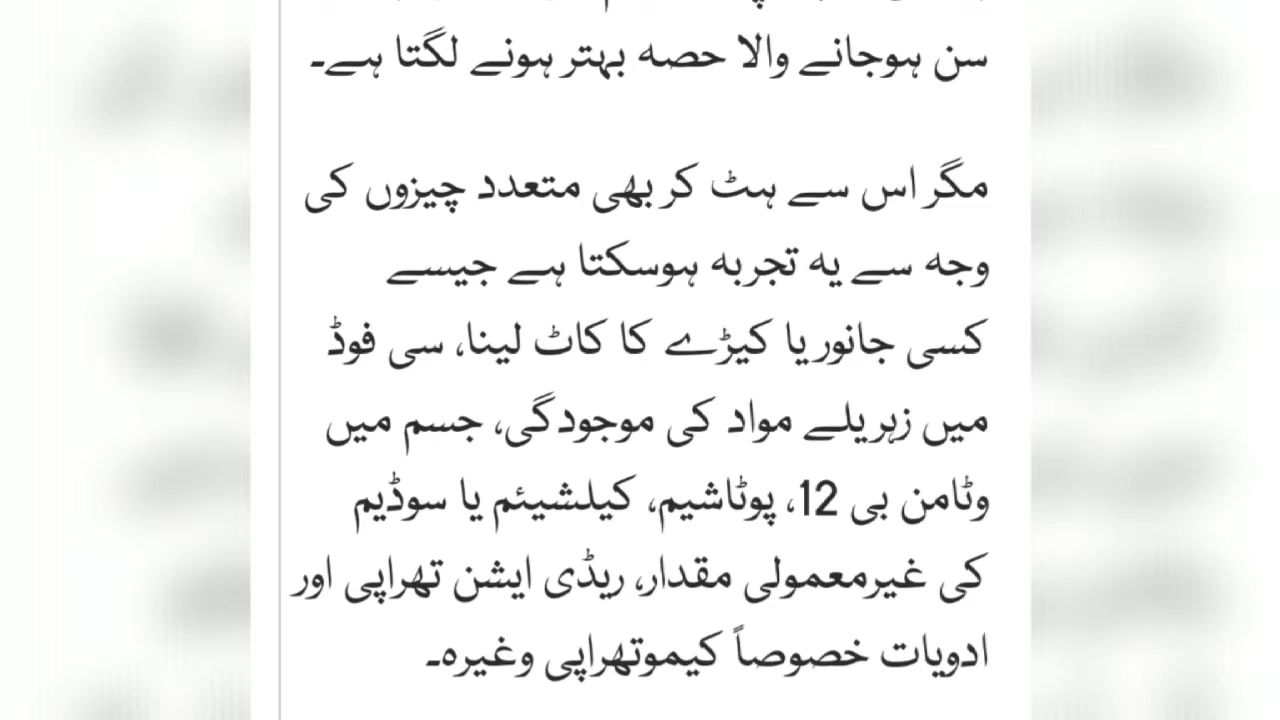 سن ہوجانے والا حصہ بہتر ہونے لگتا ہے۔
مگر اس سے ہٹ کر بھی متعدد چیزوں کی
وجہ سے یہ تجربہ ہوسکتا ہے جیسے
کسی جانور یا کیڑے کا کاٹ لینا، سی فوڈ
میں زہریلے مواد کی موجودگی، جسم میں
وٹامن بی 12، پوٹاشیم، کیلشیئم یا سوڈیم
کی غیرمعمولی مقدار، ریڈی ایشن تھراپی اور
ادویات خصوصاً کیموتھراپی وغیرہ۔